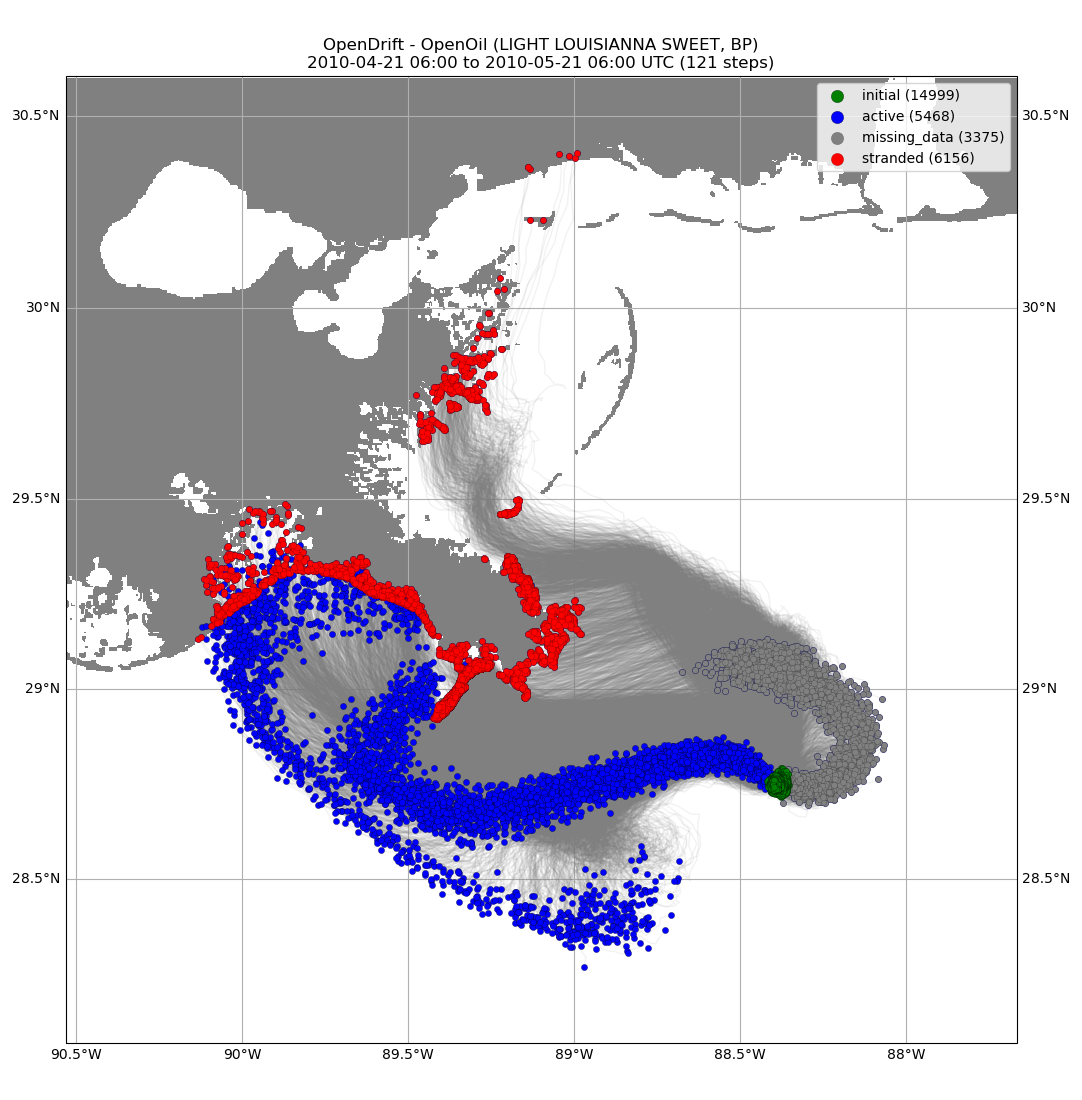 OpenDrift - OpenOil (LIGHT LOUISIANNA SWEET, BP)
2010-04-21 06:00 to 2010-05-21 06:00 UTC (121 steps)
initial (14999)
active (5468)
missing_data (3375)
stranded (6156)
30.5°N
30.5°N
30°N
30°N
29.5°N
29.5°N
29°N
29°N
28.5°N
28.5°N
90.5°W
90°W
89.5°W
89°W
88.5°W
88°W